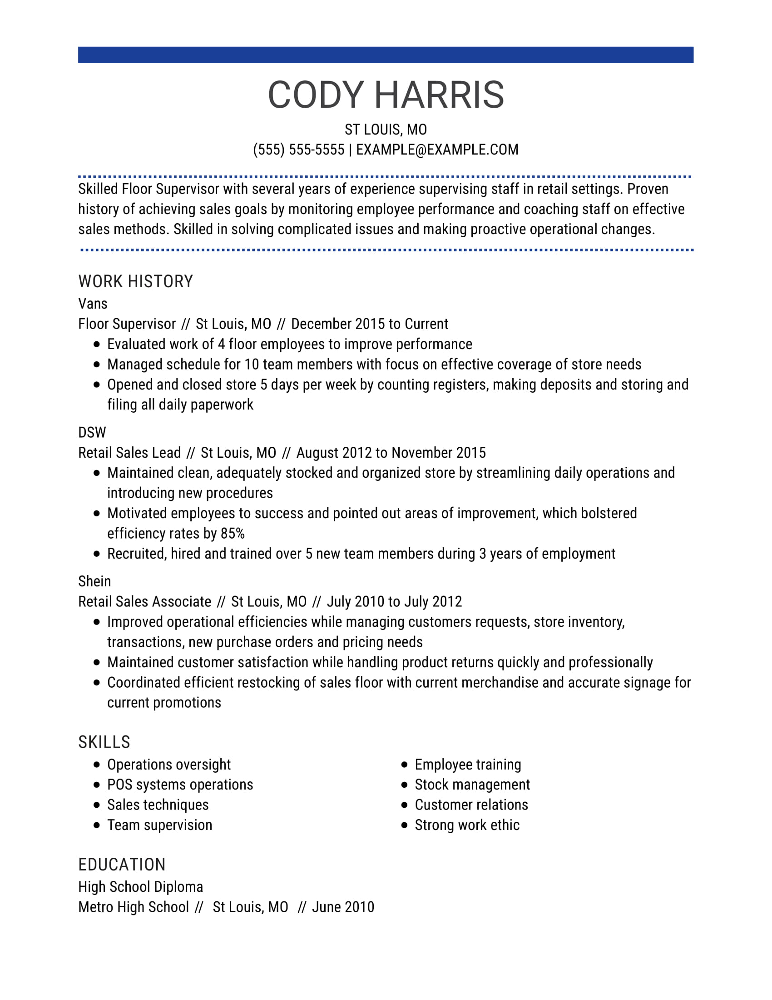 CODY HARRIS
ST LOUIS, MO
(555) 555-5555 | EXAMPLE@EXAMPLE.COM
Skilled Floor Supervisor with several years of experience supervising staff in retail settings. Proven
history of achieving sales goals by monitoring employee performance and coaching staff on effective
sales methods. Skilled in solving complicated issues and making proactive operational changes.
WORK HISTORY
Vans
Floor Supervisor // St Louis, MO // December 2015 to Current
● Evaluated work of 4 floor employees to improve performance
● Managed schedule for 10 team members with focus on effective coverage of store needs
● Opened and closed store 5 days per week by counting registers, making deposits and storing and
filing all daily paperwork
DSW
Retail Sales Lead // St Louis, MO // August 2012 to November 2015
● Maintained clean, adequately stocked and organized store by streamlining daily operations and
introducing new procedures
● Motivated employees to success and pointed out areas of improvement, which bolstered
efficiency rates by 85%
● Recruited, hired and trained over 5 new team members during 3 years of employment
Shein
Retail Sales Associate // St Louis, MO // July 2010 to July 2012
● Improved operational efficiencies while managing customers requests, store inventory,
transactions, new purchase orders and pricing needs
● Maintained customer satisfaction while handling product returns quickly and professionally
● Coordinated efficient restocking of sales floor with current merchandise and accurate signage for
current promotions
SKILLS
● Operations oversight
● POS systems operations
● Sales techniques
● Team supervision
● Employee training
● Stock management
● Customer relations
● Strong work ethic
EDUCATION
High School Diploma
Metro High School // St Louis, MO // June 2010